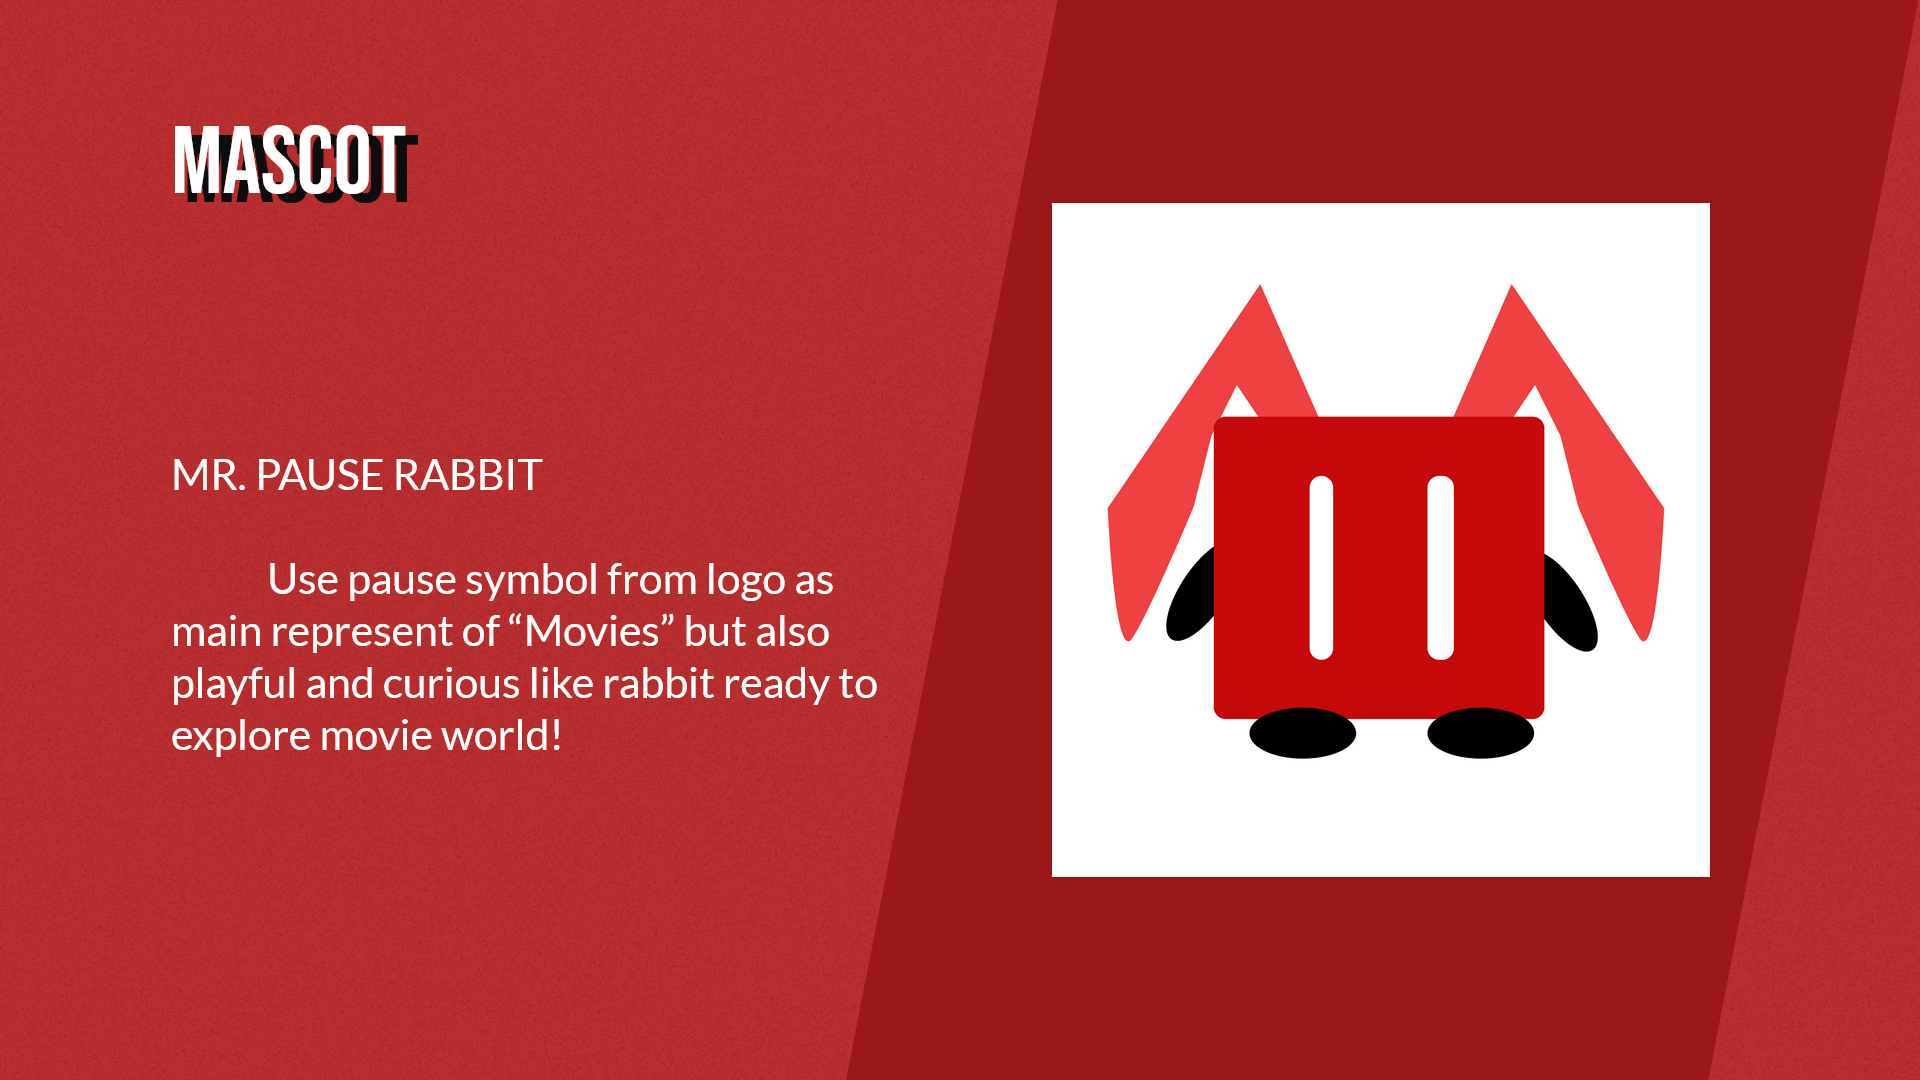 MASCOT
MR. PAUSE RABBIT
Use pause symbol from logo as
main represent of “Movies” but also
playful and curious like rabbit ready to
explore movie world!